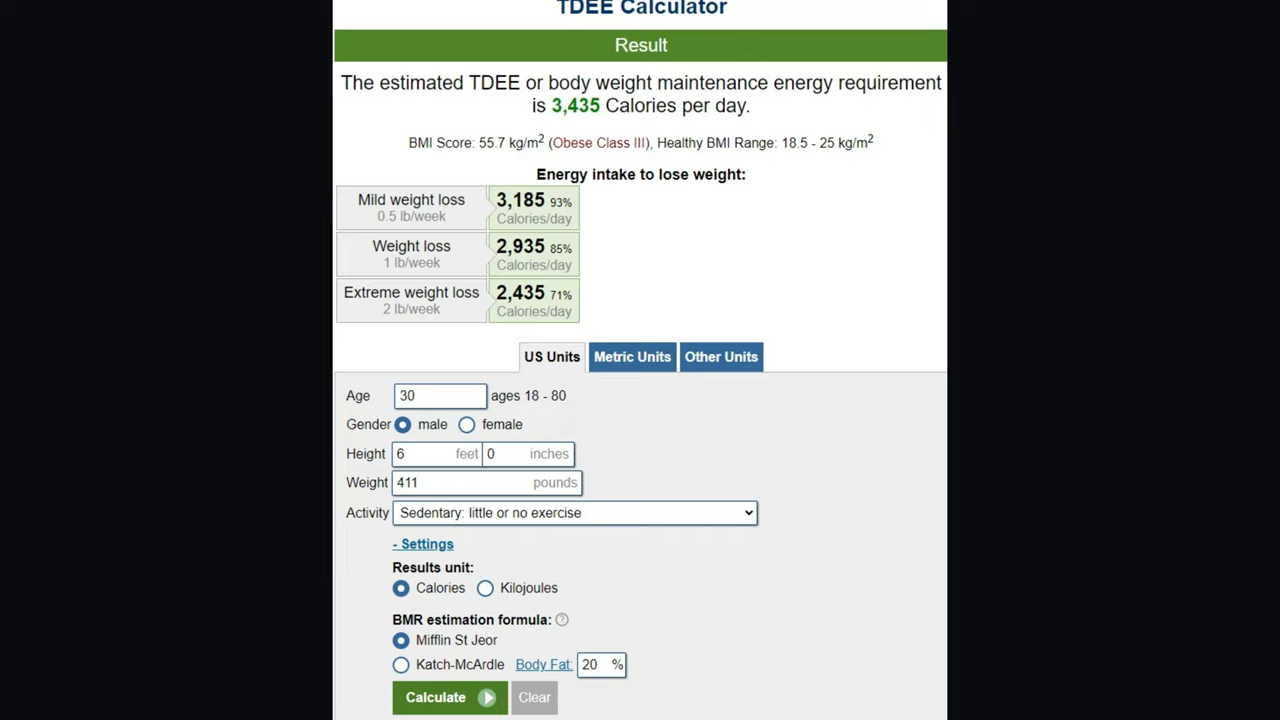 TDEE Calculator
Result
The estimated TDEE or body weight maintenance energy requirement
is 3,435 Calories per day.
BMI Score: 55.7 kg/m² (Obese Class III), Healthy BMI Range: 18.5 - 25 kg/m²
Energy intake to lose weight:
Mild weight loss 3,185 93%
0.5 lb/week Calories/day
Weight loss 2,935 85%
1 lb/week Calories/day
Extreme weight loss 2,435 71%
2 lb/week Calories/day
US Units Metric Units Other Units
Age 30 ages 18 - 80
Gender male female
Height 6 feet 0 inches
Weight 411 pounds
Activity Sedentary: little or no exercise
- Settings
Results unit:
Calories Kilojoules
BMR estimation formula: ?
Mifflin St Jeor
Katch-McArdle Body Fat: 20 %
Calculate Clear